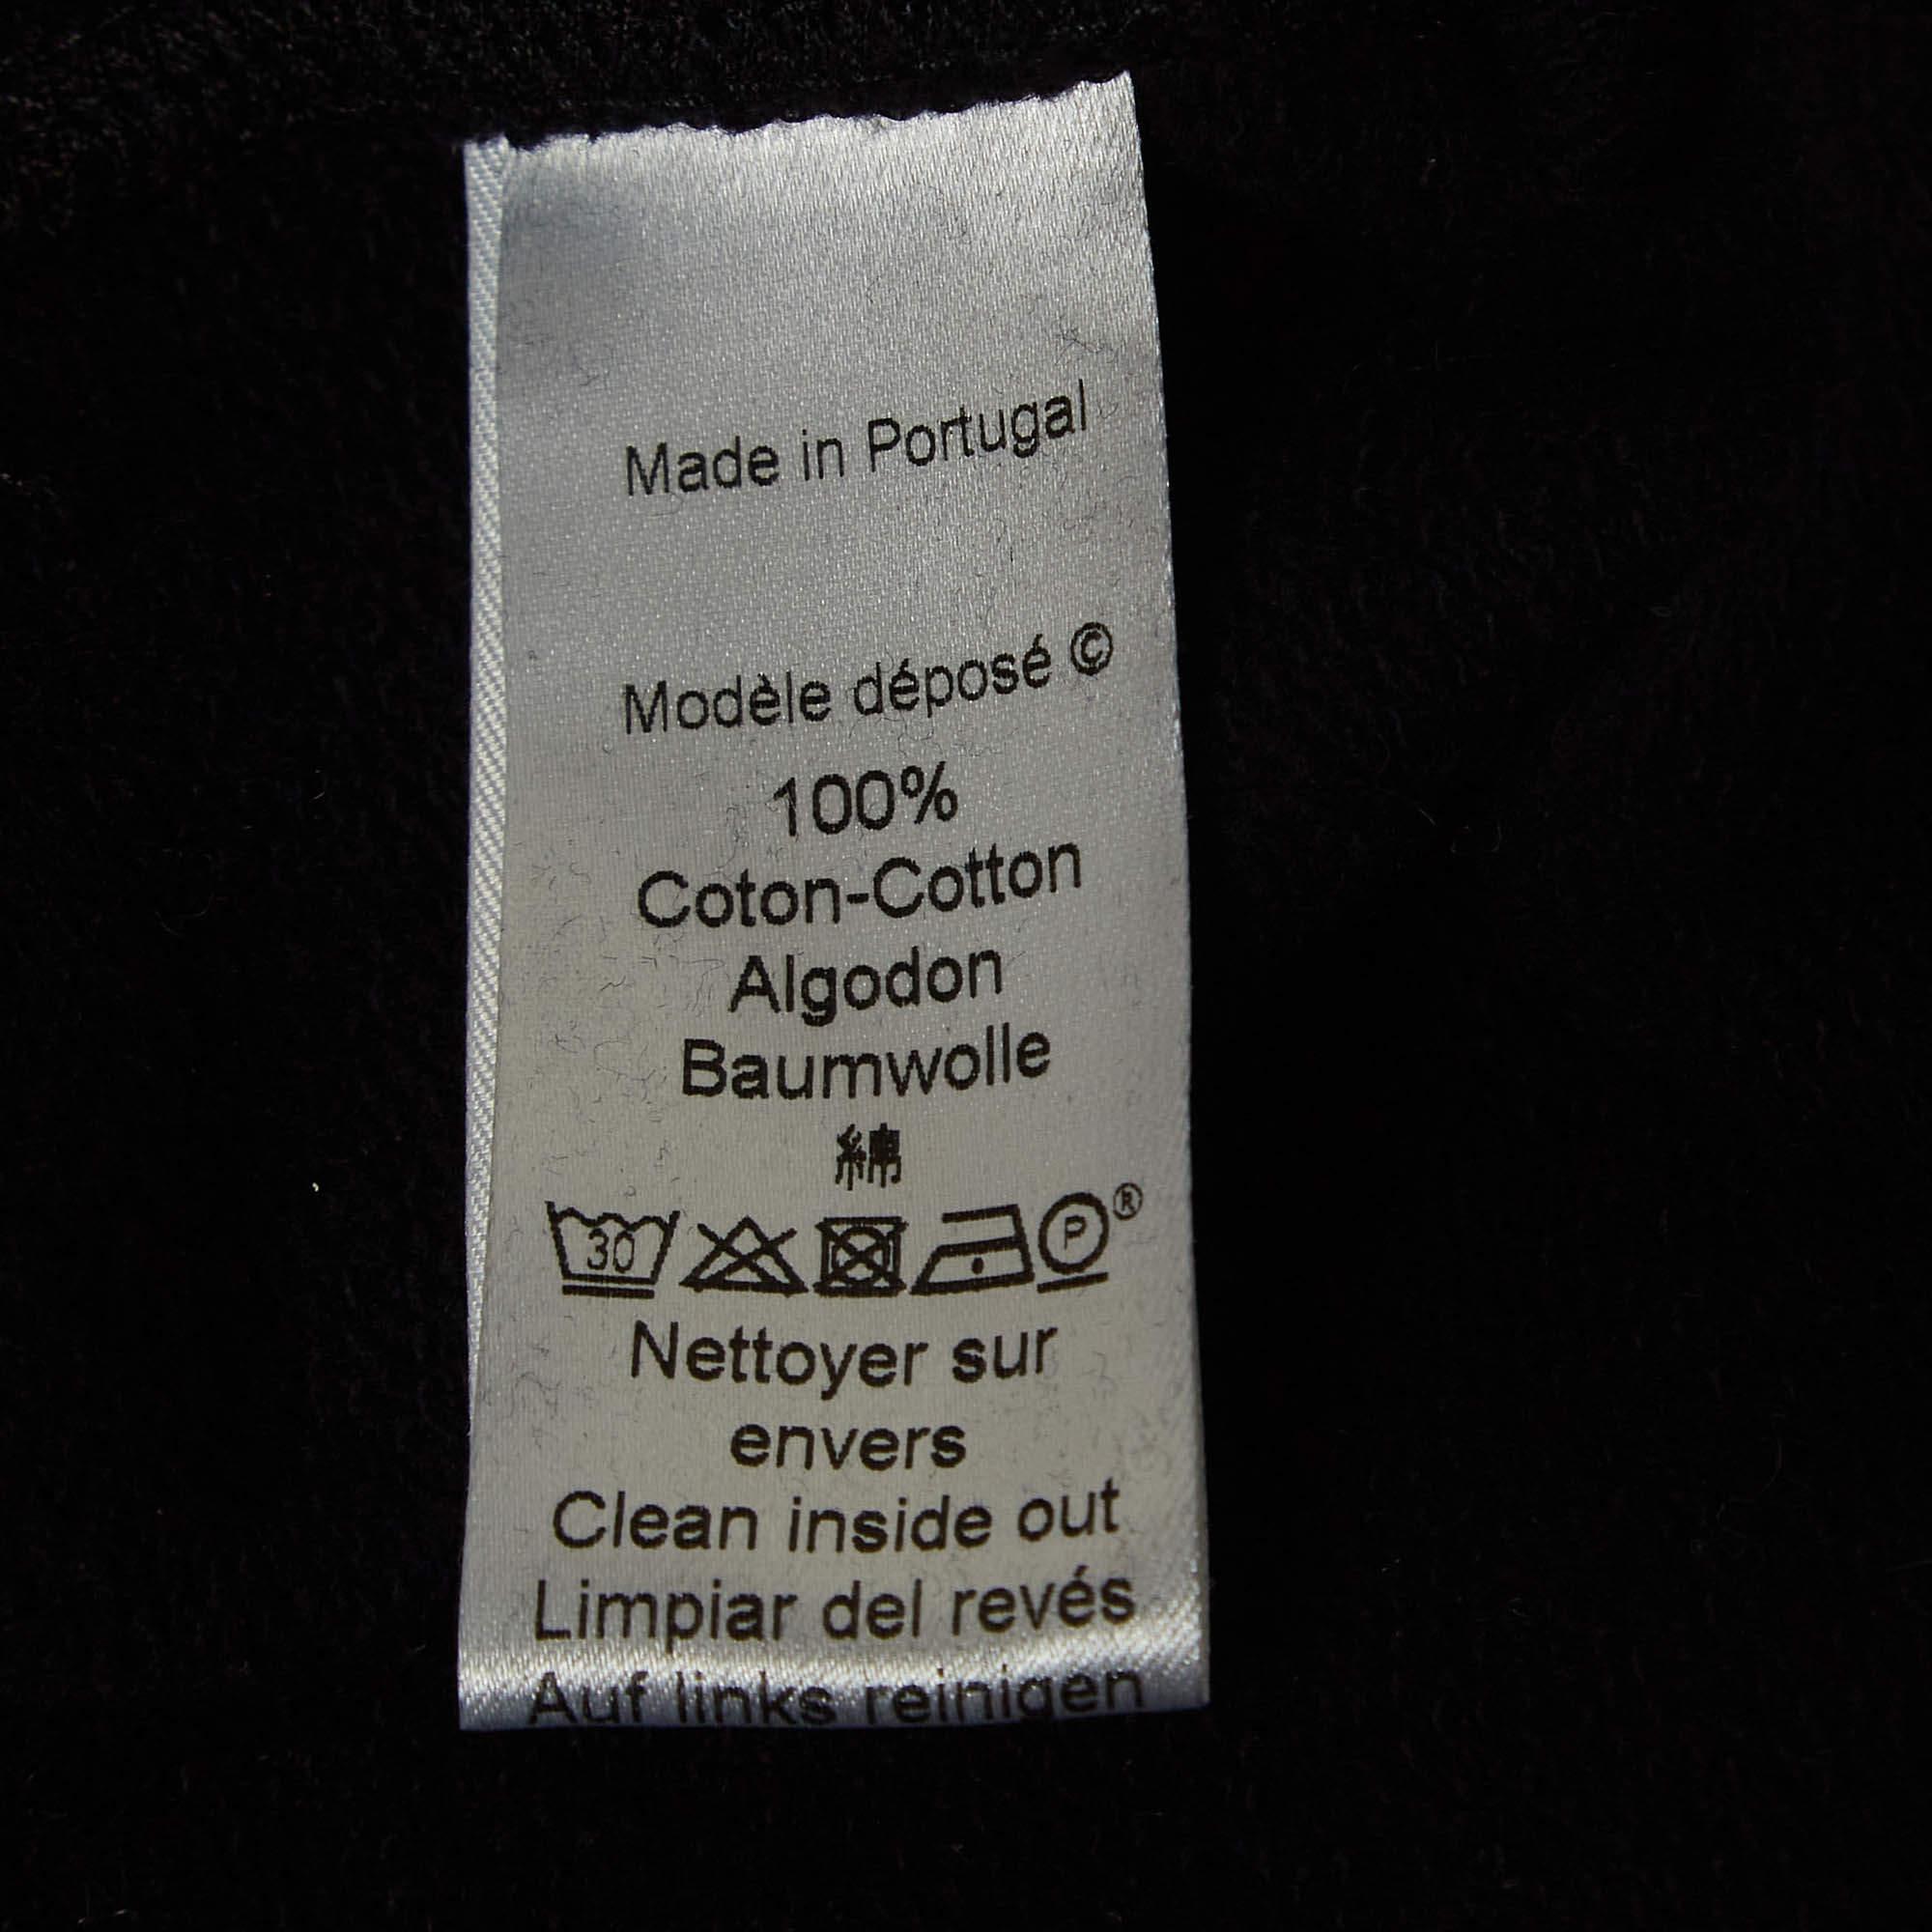 Made in Portugal
Modèle déposé ©
100%
Coton-Cotton
Algodon
Baumwolle
綿
30 P ®
Nettoyer sur
envers
Clean inside out
Limpiar del revés
Auf links reinigen